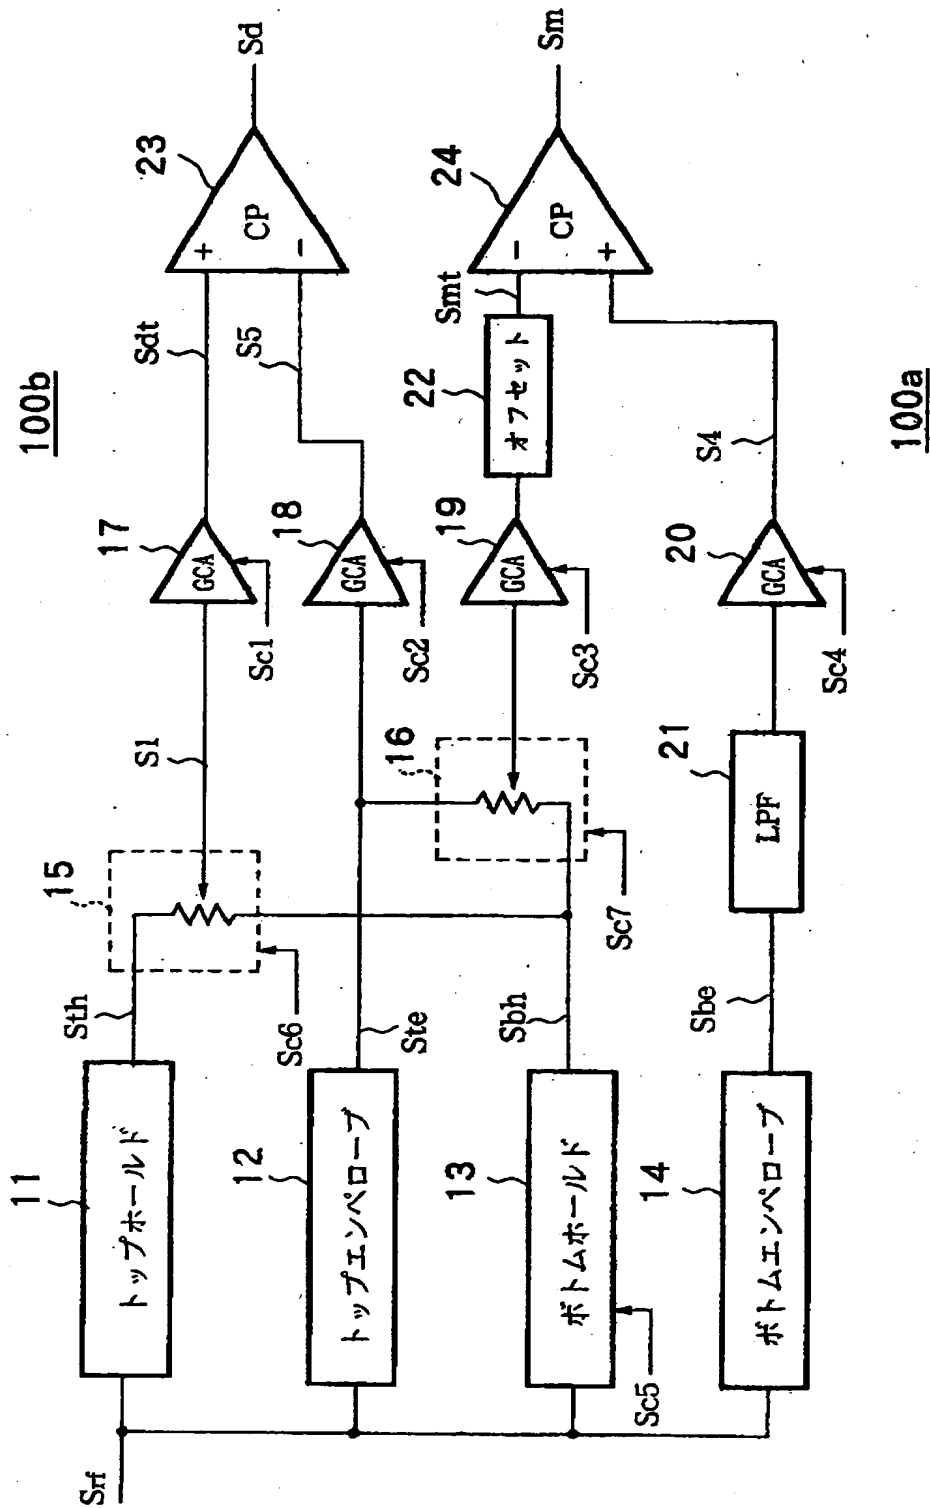 100b
100a
Srf
11
トップホールド
Sth
15
S1
Sc6
17
GCA
Sc1
Sdt
23
CP
+
-
Sd
12
トップエンペロープ
Ste
18
GCA
Sc2
S5
13
ボトムホールド
Sc5
Sbh
16
Sc7
19
GCA
Sc3
22
オフセット
Smt
24
CP
-
+
Sm
14
ボトムエンペロープ
Sbe
21
LPF
20
GCA
Sc4
S4